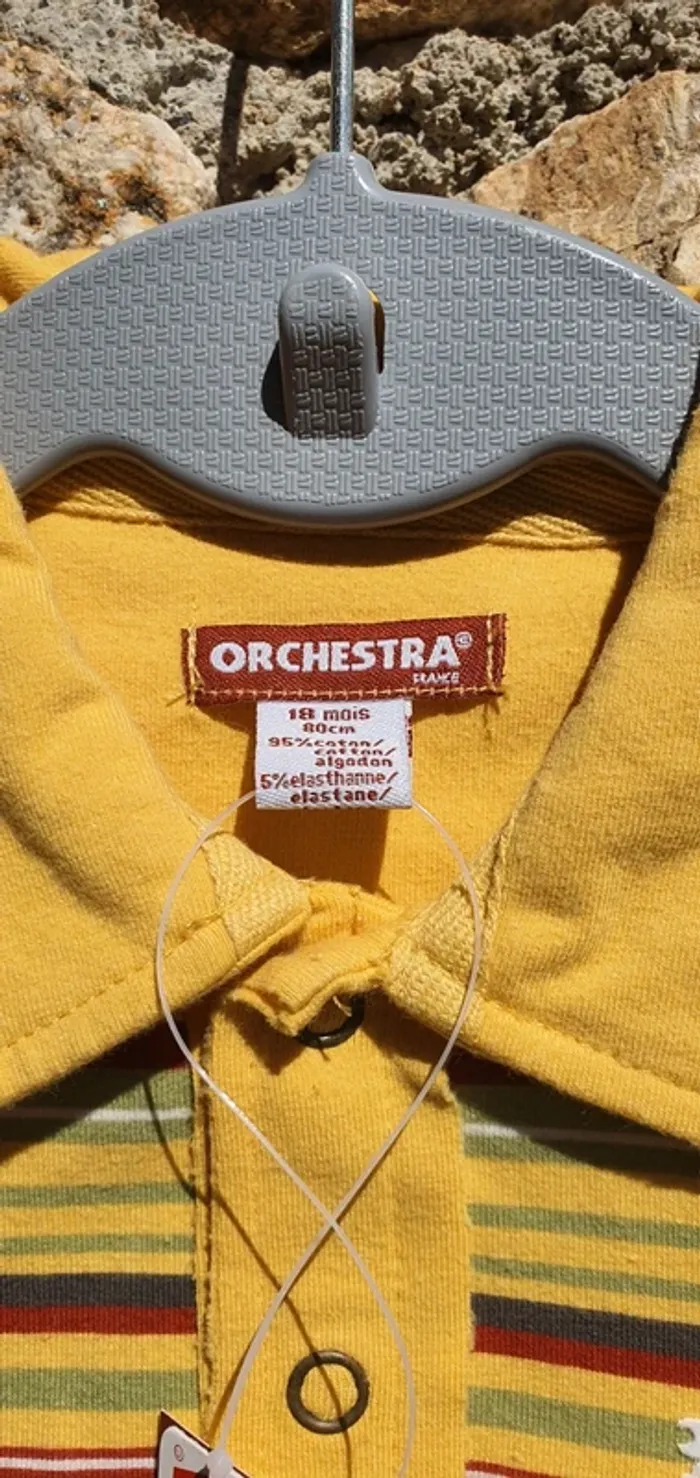 ORCHESTRA®
FRANCE
18 mois
80cm
95%coton/
cotton/
algodon
5%elasthanne/
elastane/